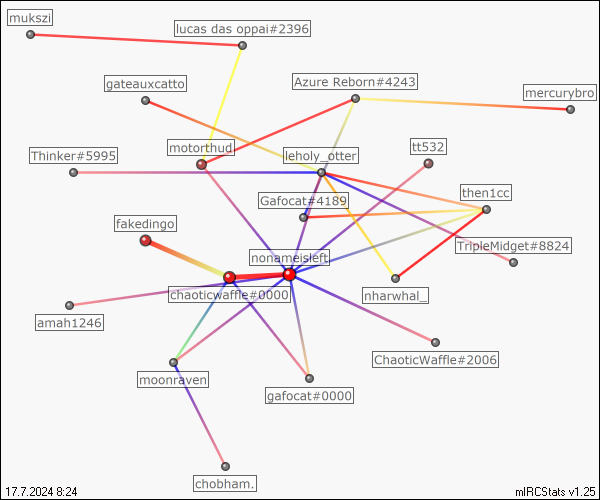 mukszi
lucas das oppai#2396
gateauxcatto
Azure Reborn#4243
mercurybro
motorthud
tt532
Thinker#5995
leholy_otter
then1cc
Gafocat#4189
fakedingo
TripleMidget#8824
nonameisleft
chaoticwaffle#0000
nharwhal_
amah1246
ChaoticWaffle#2006
moonraven
gafocat#0000
chobham.
17.7.2024 8:24
mIRCStats v1.25